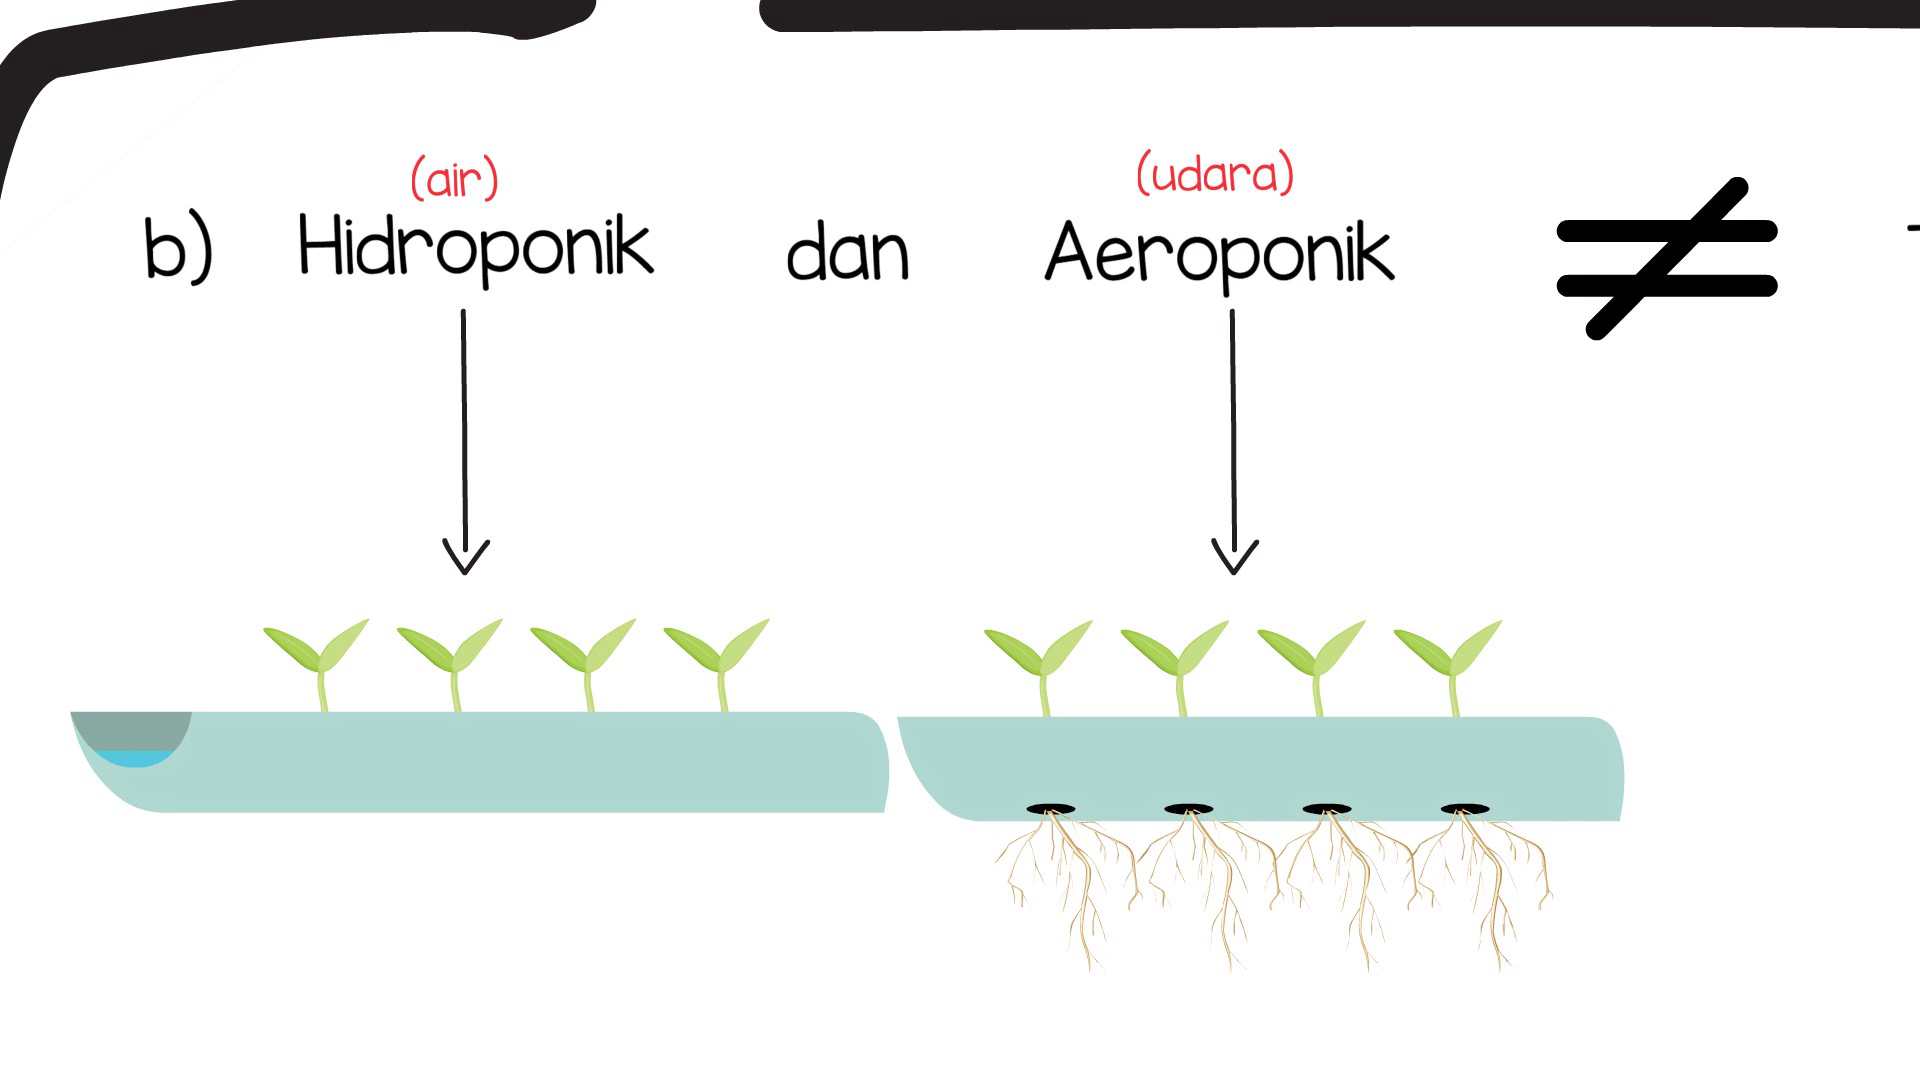 (air) (udara)
b) Hidroponik dan Aeroponik ≠